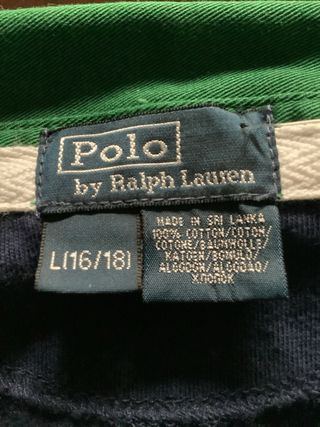 Polo
by Ralph Lauren
L(16/18)
MADE IN SRI LANKA
100% COTTON/COTON/
COTONE/BAUMWOLLE/
KATOEN/BOMULD/
ALGODON/ALGODAO/
ХЛОПОК